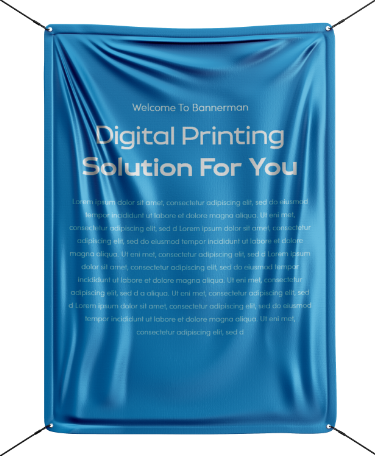 Welcome To Bannerman
Digital Printing
Solution For You
Lorem ipsum dolor sit amet, consectetur adipiscing elit, sed do eiusmod
tempor incididunt ut labore et dolore magna aliqua. Ut eni met,
consectetur adipiscing elit, sed d Lorem ipsum dolor sit amet, consectetur
adipiscing elit, sed do eiusmod tempor incididunt ut labore et dolore
magna aliqua. Ut eni met, consectetur adipiscing elit, sed d Lorem ipsum
dolor sit amet, consectetur adipiscing elit, sed do eiusmod tempor
incididunt ut labore et dolore magna aliqua. Ut eni met, consectetur
adipiscing elit, sed d a aliqua. Ut eni met, consectetur adipiscing elit, sed
d Lorem ipsum dolor sit amet, consectetur adipiscing elit, sed do eiusmod
tempor incididunt ut labore et dolore magna aliqua. Ut eni met,
consectetur adipiscing elit, sed d